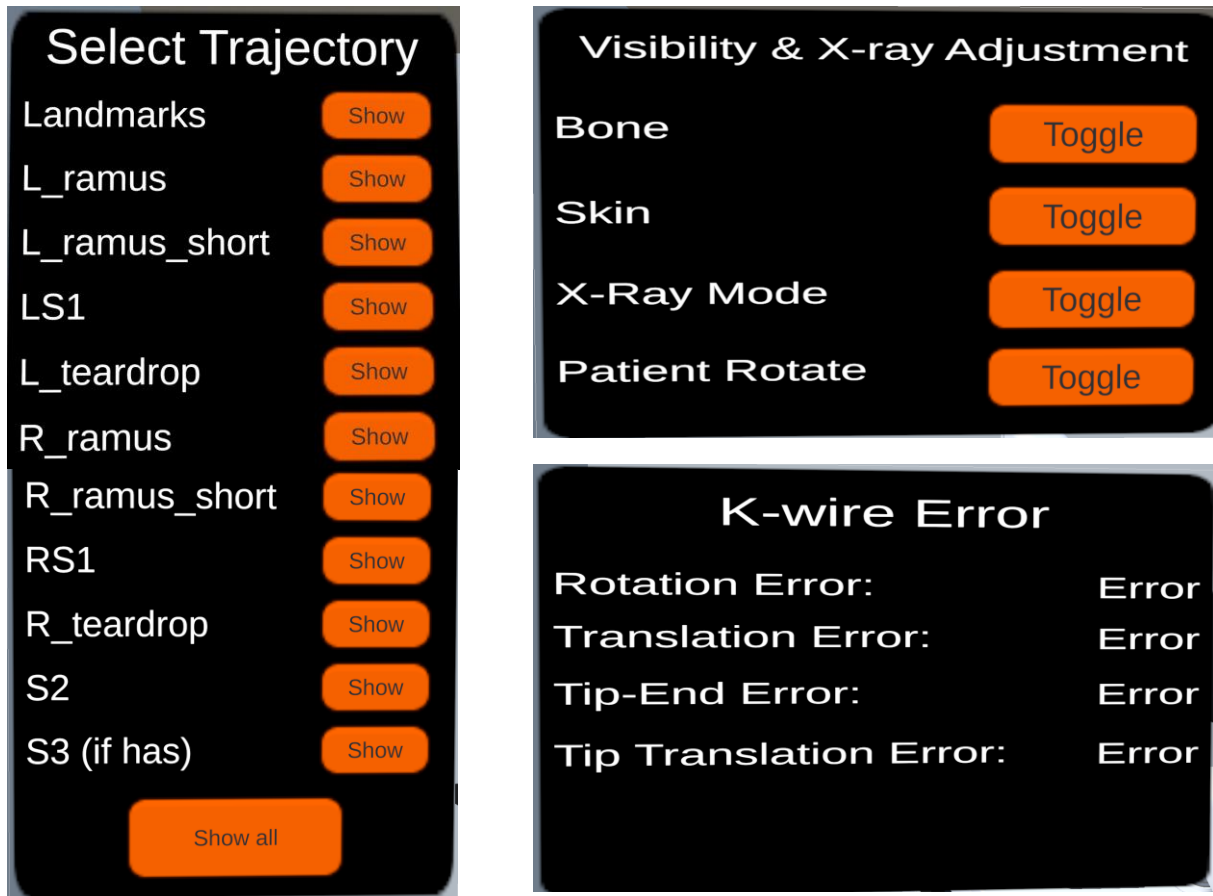 Select Trajectory
Landmarks Show
L_ramus Show
L_ramus_short Show
LS1 Show
L_teardrop Show
R_ramus Show
R_ramus_short Show
RS1 Show
R_teardrop Show
S2 Show
S3 (if has) Show
Show all
Visibility & X-ray Adjustment
Bone Toggle
Skin Toggle
X-Ray Mode Toggle
Patient Rotate Toggle
K-wire Error
Rotation Error: Error
Translation Error: Error
Tip-End Error: Error
Tip Translation Error: Error